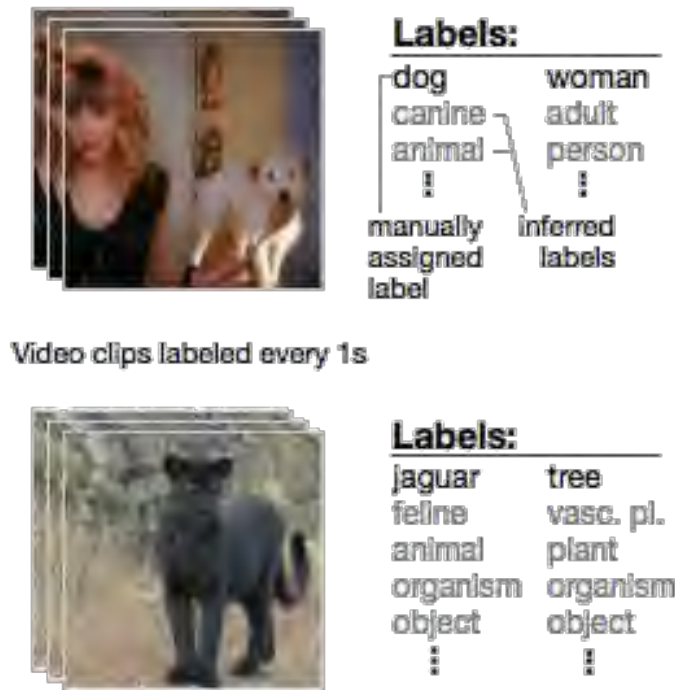 Labels:
dog woman
canine adult
animal person
⋮ ⋮
manually inferred
assigned labels
label
Video clips labeled every 1s
Labels:
jaguar tree
feline vasc. pl.
animal plant
organism organism
object object
⋮ ⋮